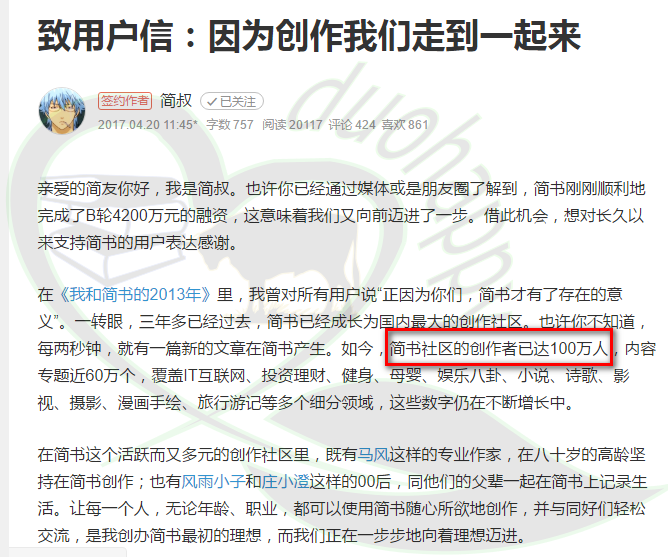 致用户信：因为创作我们走到一起来
签约作者 简叔 ✓已关注
2017.04.20 11:45* 字数 757 阅读 20117 评论 424 喜欢 861
亲爱的简友你好，我是简叔。也许你已经通过媒体或是朋友圈了解到，简书刚刚顺利地
完成了B轮4200万元的融资，这意味着我们又向前迈进了一步。借此机会，想对长久以
来支持简书的用户表达感谢。
在《我和简书的2013年》里，我曾对所有用户说“正因为你们，简书才有了存在的意
义”。一转眼，三年多已经过去，简书已经成长为国内最大的创作社区。也许你不知道，
每两秒钟，就有一篇新的文章在简书产生。如今，简书社区的创作者已达100万人，内容
专题近60万个，覆盖IT互联网、投资理财、健身、母婴、娱乐八卦、小说、诗歌、影
视、摄影、漫画手绘、旅行游记等多个细分领域，这些数字仍在不断增长中。
在简书这个活跃而又多元的创作社区里，既有马风这样的专业作家，在八十岁的高龄坚
持在简书创作；也有风雨小子和庄小澄这样的00后，同他们的父辈一起在简书上记录生
活。让每一个人，无论年龄、职业，都可以使用简书随心所欲地创作，并与同好们轻松
交流，是我创办简书最初的理想，而我们正在一步步地向着理想迈进。